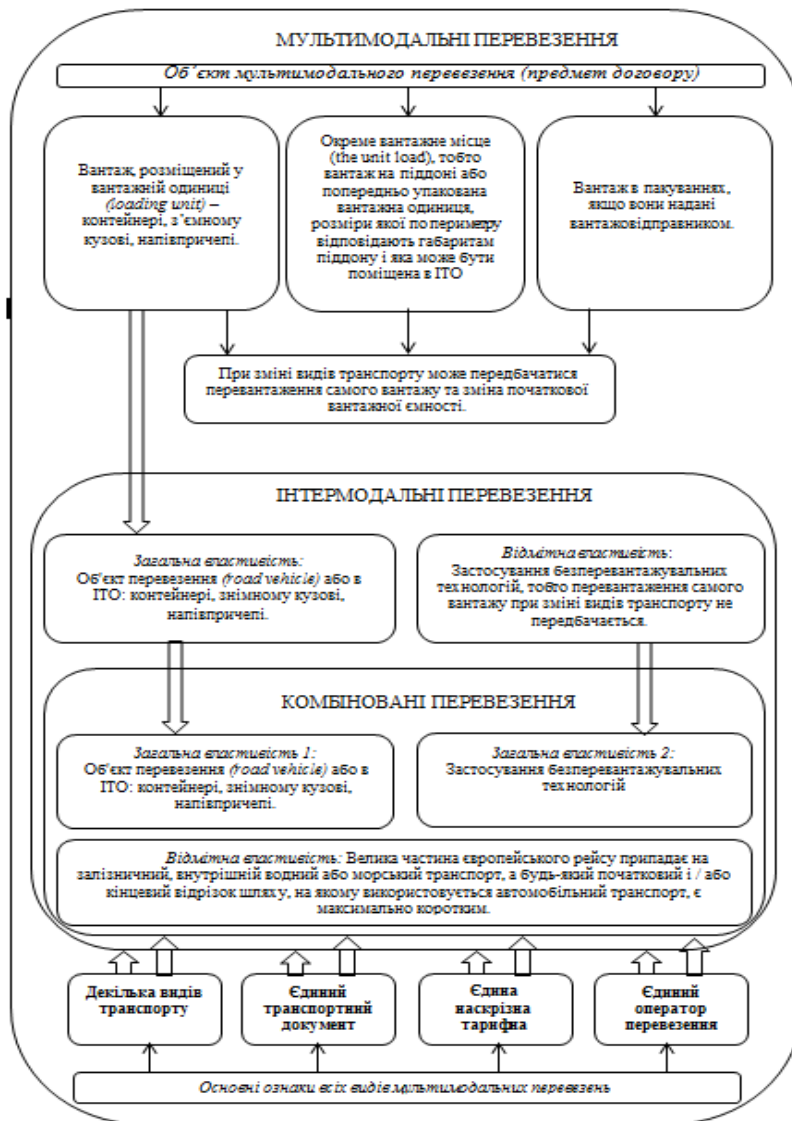 МУЛЬТИМОДАЛЬНІ ПЕРЕВЕЗЕННЯ
Об'єкт мультимодального перевезення (предмет договору)
Вантаж, розміщений у
вантажній одиниці
(loading unit) –
контейнері, з'ємному
кузові, напівпричепі.
Окреме вантажне місце
(the unit load), тобто
вантаж на піддоні або
попередньо упакована
вантажна одиниця,
розміри якої по периметру
відповідають габаритам
піддону і яка може бути
поміщена в ІТО
Вантаж в пакуваннях,
якщо вони надані
вантажовідправником.
При зміні видів транспорту може передбачатися
перевантаження самого вантажу та зміна початкової
вантажної ємності.
ІНТЕРМОДАЛЬНІ ПЕРЕВЕЗЕННЯ
Загальна властивість:
Об'єкт перевезення (road vehicle) або в
ІТО: контейнері, знімному кузові,
напівпричепі.
Відмітна властивість:
Застосування безперевантажувальних
технологій, тобто перевантаження самого
вантажу при зміні видів транспорту не
передбачається.
КОМБІНОВАНІ ПЕРЕВЕЗЕННЯ
Загальна властивість 1:
Об'єкт перевезення (road vehicle) або в
ІТО: контейнері, знімному кузові,
напівпричепі.
Загальна властивість 2:
Застосування безперевантажувальних
технологій
Відмітна властивість: Велика частина європейського рейсу припадає на
залізничний, внутрішній водний або морський транспорт, а будь-який початковий і / або
кінцевий відрізок шляху, на якому використовується автомобільний транспорт, є
максимально коротким.
Декілька видів
транспорту
Єдиний
транспортний
документ
Єдина
наскрізна
тарифна
Єдиний
оператор
перевезення
Основні ознаки всіх видів мультимодальних перевезень